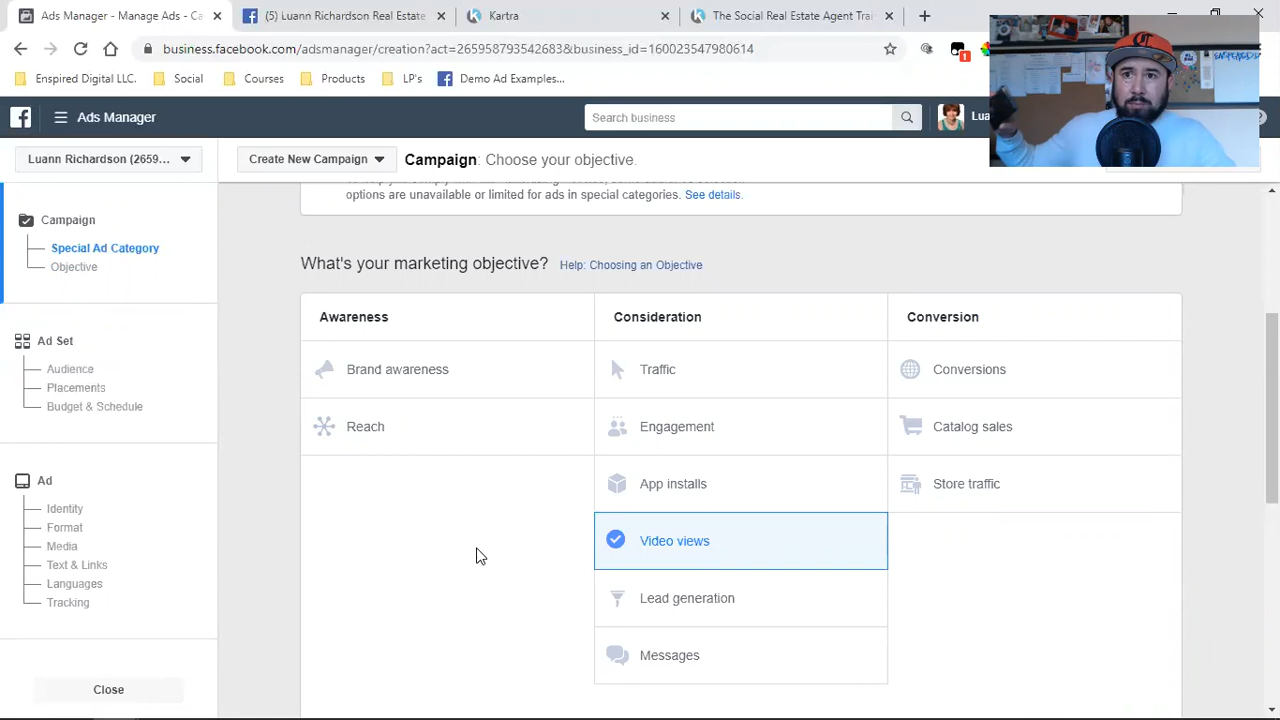 Ads Manager - Manage Ads - Ca
(5) Luann Richardson Real Estate
Kartra
The Social Real Estate Agent Trai
business.facebook.com/adsmanager/creation?act=265958793542683&business_id=160023547980614
Enspired Digital LLC.
Social
Courses
Products
LP's
Demo Ad Examples...
Ads Manager
Search business
Lua
Luann Richardson (2659...
Create New Campaign
Campaign: Choose your objective.
options are unavailable or limited for ads in special categories. See details.
Campaign
Special Ad Category
Objective
Ad Set
Audience
Placements
Budget & Schedule
Ad
Identity
Format
Media
Text & Links
Languages
Tracking
Close
What's your marketing objective? Help: Choosing an Objective
Awareness
Consideration
Conversion
Brand awareness
Traffic
Conversions
Reach
Engagement
Catalog sales
App installs
Store traffic
Video views
Lead generation
Messages